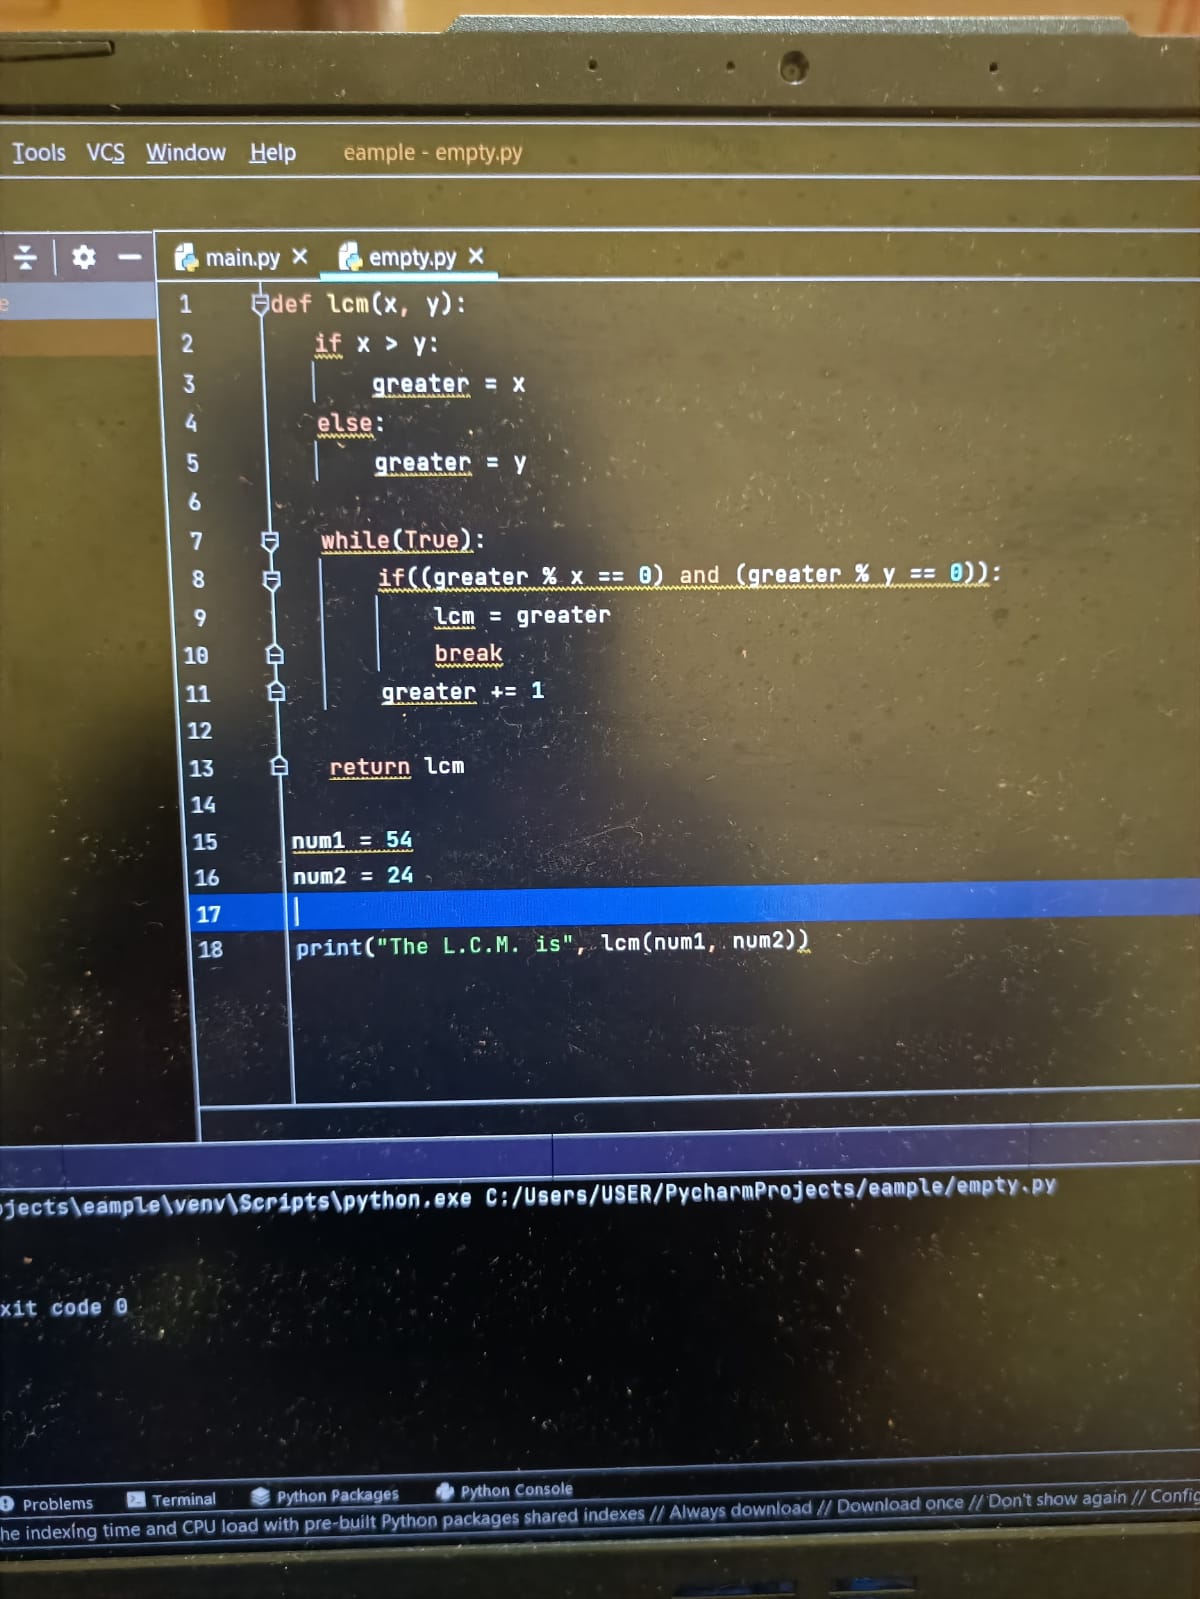 Tools VCS Window Help eample - empty.py
main.py empty.py
1 def lcm(x, y):
2 if x > y:
3 greater = x
4 else:
5 greater = y
6
7 while(True):
8 if((greater % x == 0) and (greater % y == 0)):
9 lcm = greater
10 break
11 greater += 1
12
13 return lcm
14
15 num1 = 54
16 num2 = 24
17
18 print("The L.C.M. is", lcm(num1, num2))
jects\eample\venv\Scripts\python.exe C:/Users/USER/PycharmProjects/eample/empty.py
xit code 0
Problems Terminal Python Packages Python Console
he indexing time and CPU load with pre-built Python packages shared indexes // Always download // Download once // Don't show again // Config